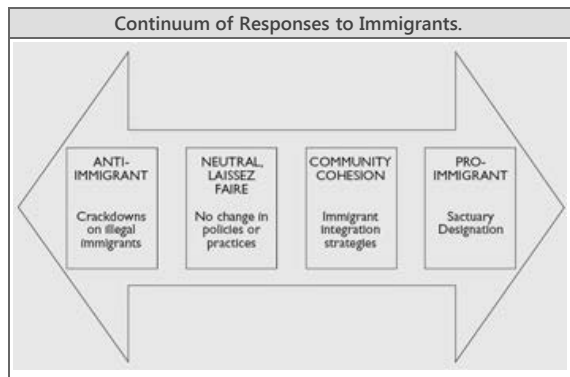 Continuum of Responses to Immigrants.
ANTI-
IMMIGRANT
Crackdowns
on illegal
immigrants
NEUTRAL,
LAISSEZ
FAIRE
No change in
policies or
practices
COMMUNITY
COHESION
Immigrant
integration
strategies
PRO-
IMMIGRANT
Sactuary
Designation